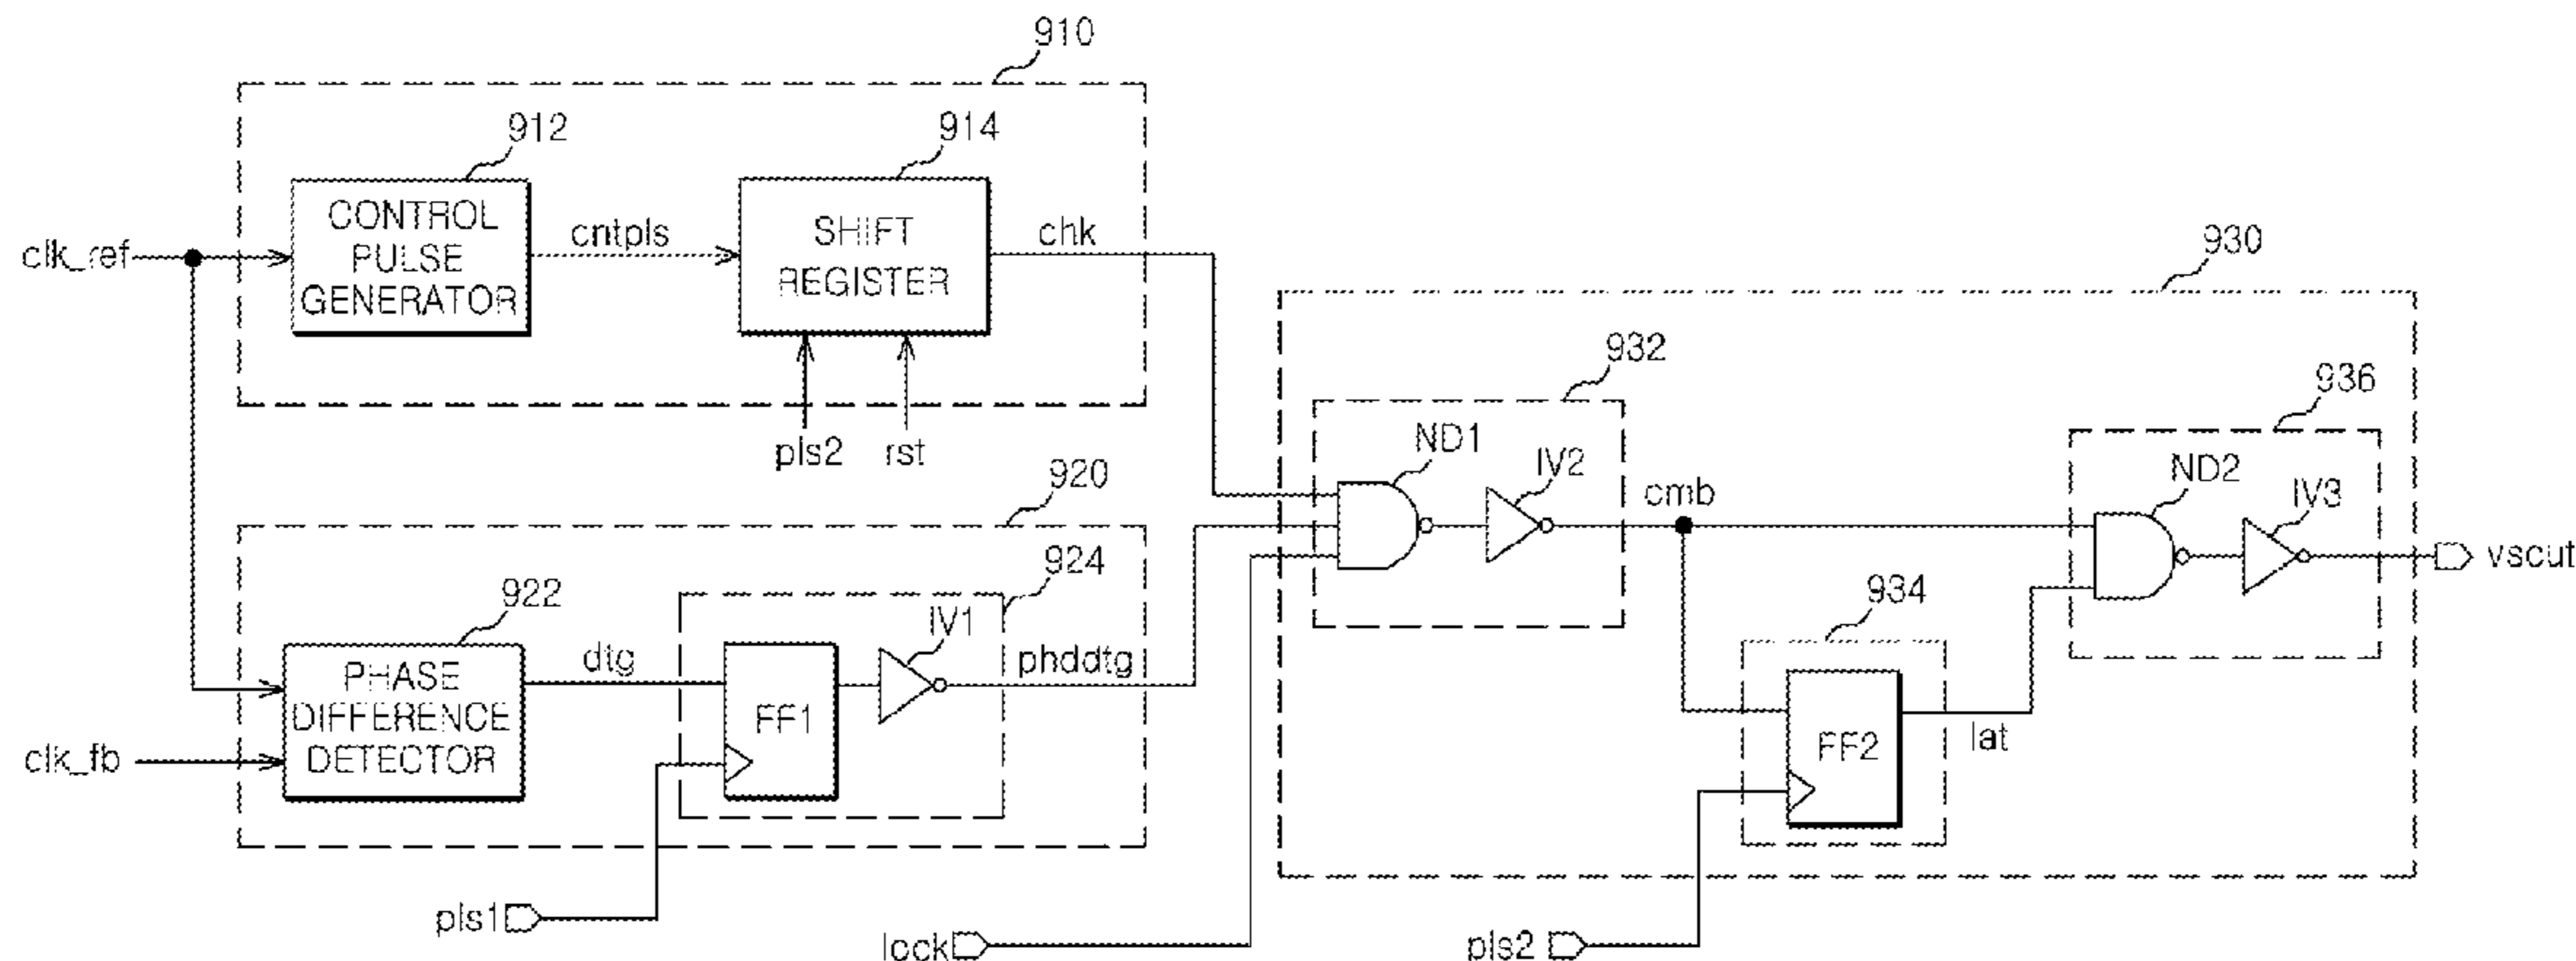 910
912
914
CONTROL
PULSE
GENERATOR
cntpls
SHIFT
REGISTER
chk
clk_ref
pls2
rst
930
932
936
ND1
IV2
cmb
ND2
IV3
vscut
920
924
922
IV1
dtg
phddtg
PHASE
DIFFERENCE
DETECTOR
FF1
clk_fb
934
FF2
lat
pls1
lock
pls2